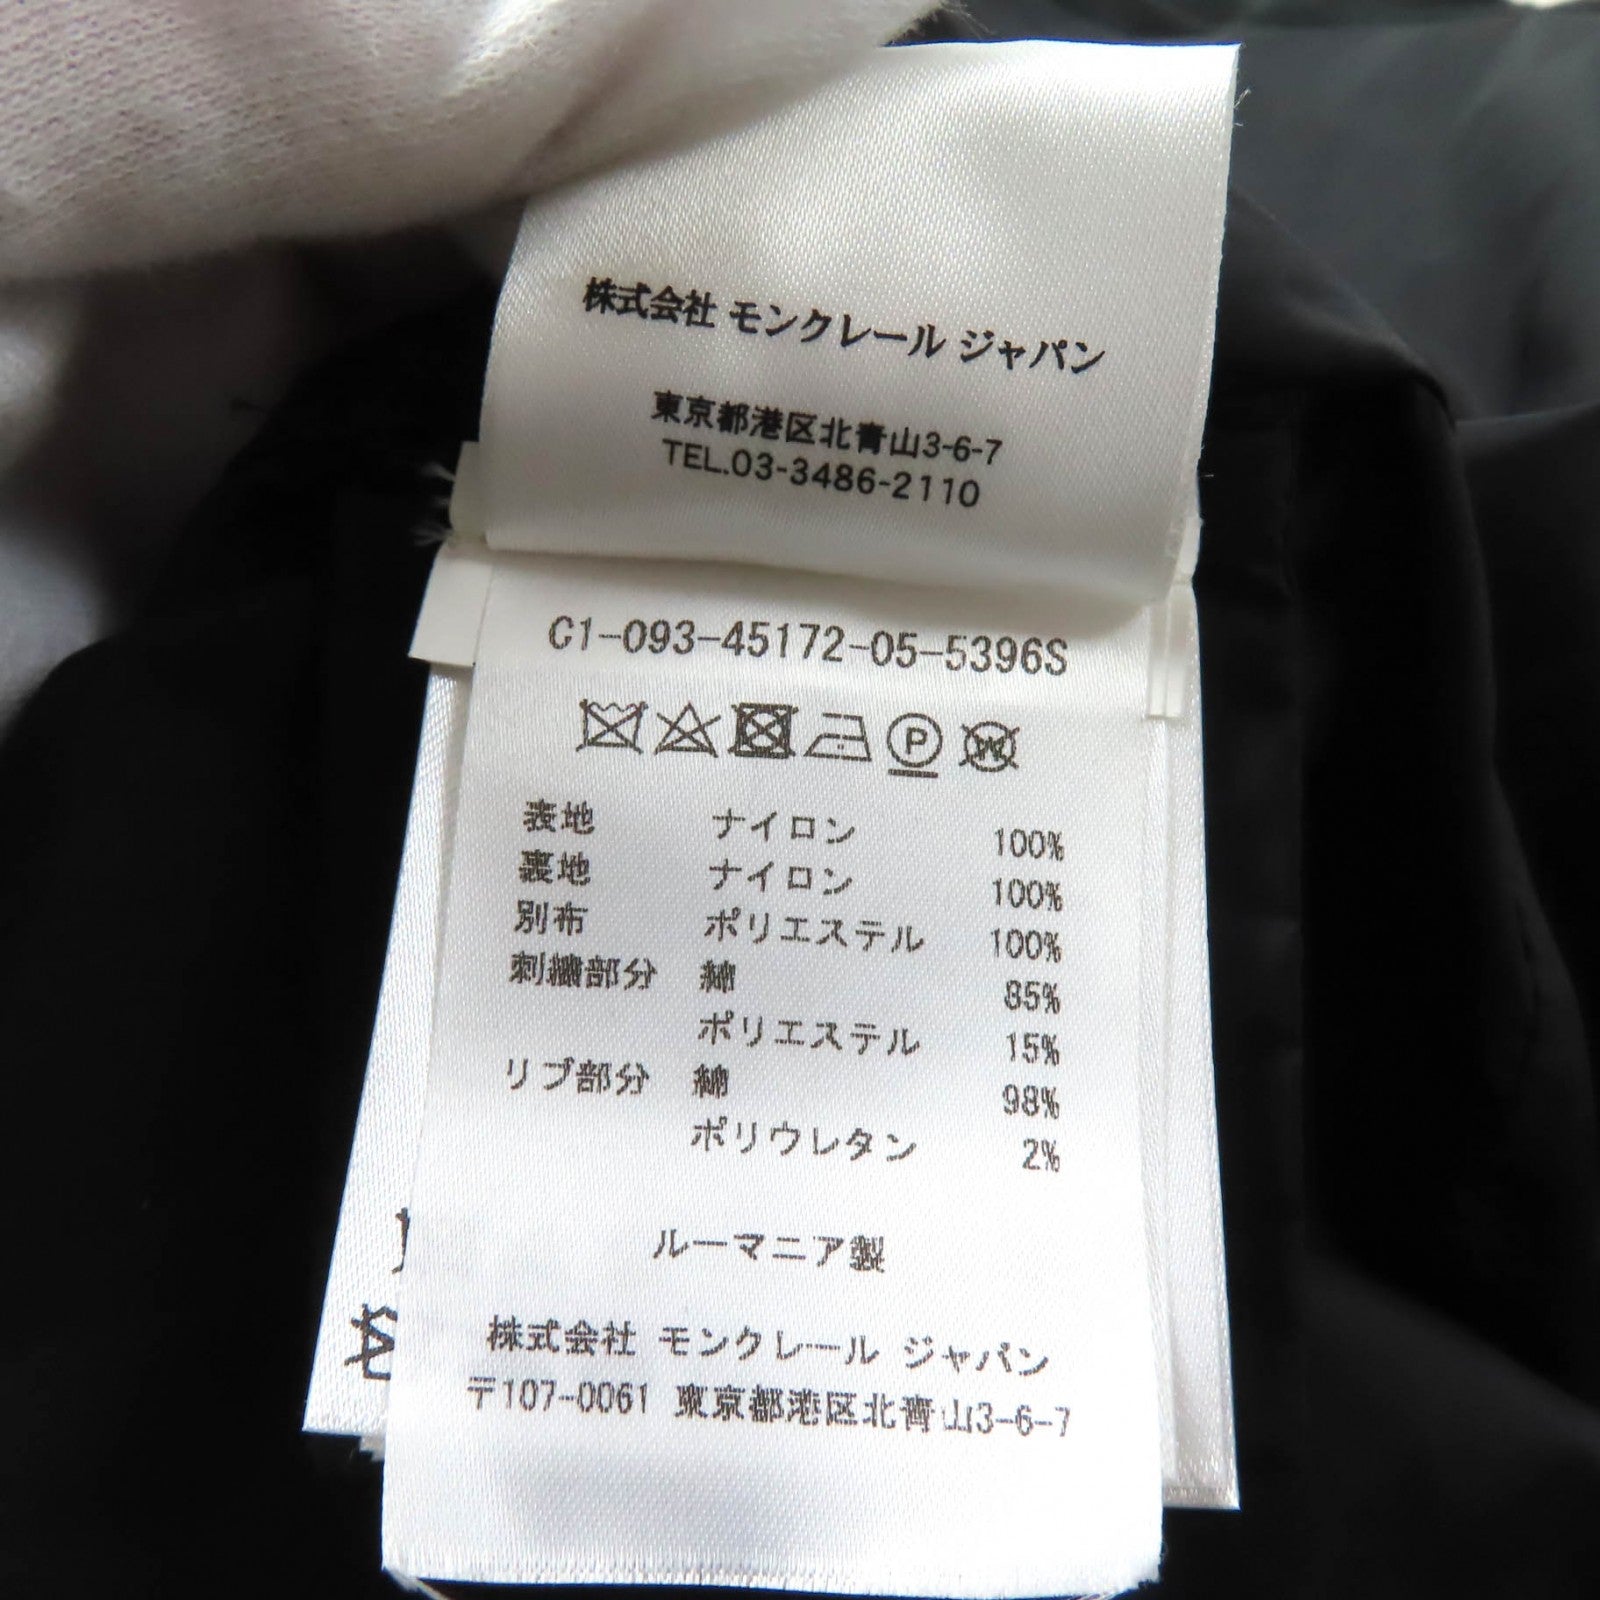 株式会社 モンクレール ジャパン
東京都港区北青山3-6-7
TEL.03-3486-2110
C1-093-45172-05-5396S
P
W
表地 ナイロン 100%
裏地 ナイロン 100%
別布 ポリエステル 100%
刺繍部分 綿 85%
ポリエステル 15%
リブ部分 綿 98%
ポリウレタン 2%
ルーマニア製
株式会社 モンクレール ジャパン
〒107-0061 東京都港区北青山3-6-7